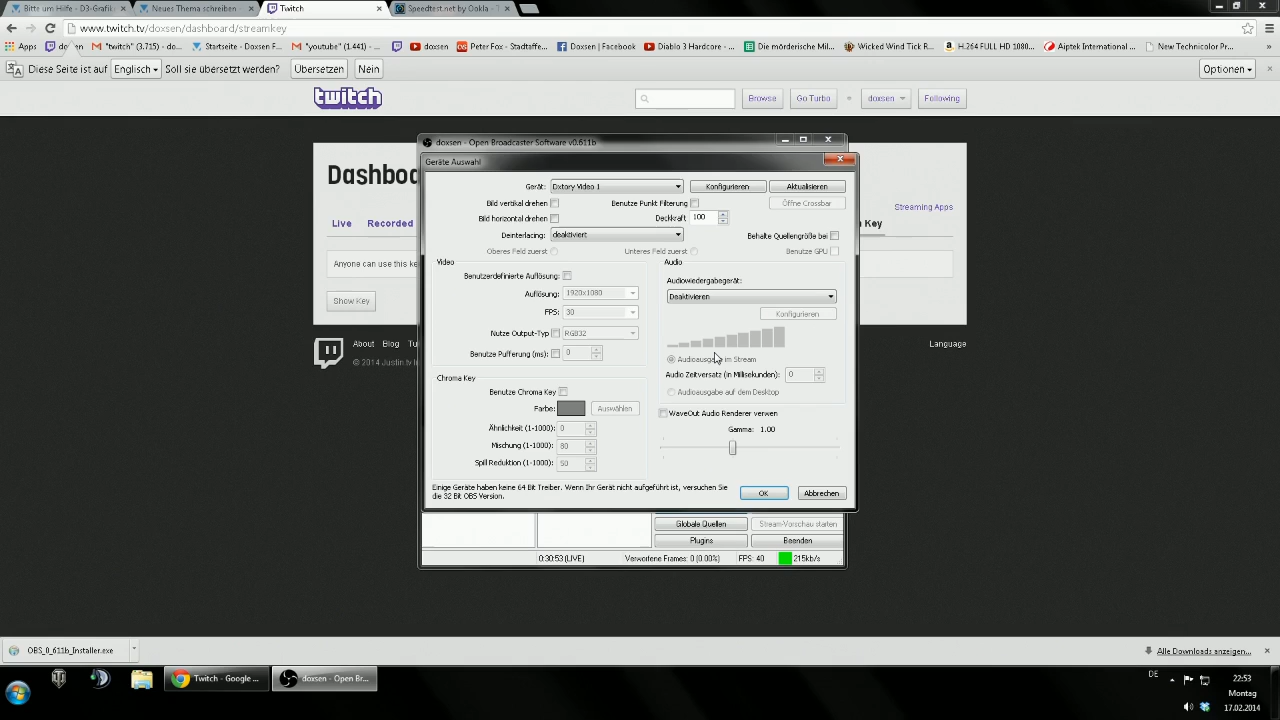 Bitte um Hilfe - D3-Grafik
Neues Thema schreiben -
Twitch
Speedtest.net by Ookla - T
www.twitch.tv/doxsen/dashboard/streamkey
Apps
"twitch" (3.715) - do...
Startseite - Doxsen F...
"youtube" (1.441) - ...
doxsen
Peter Fox - Stadtaffe...
Doxsen | Facebook
Diablo 3 Hardcore - ...
Die mörderische Mil...
Wicked Wind Tick R...
H.264 FULL HD 1080...
Aiptek International ...
New Technicolor Pr...
Diese Seite ist auf Englisch Soll sie übersetzt werden? Übersetzen Nein Optionen
twitch Browse Go Turbo doxsen Following
doxsen - Open Broadcaster Software v0.611b
Geräte Auswahl
Dashbo
Live Recorded
Streaming Apps
Anyone can use this ke
Show Key
About Blog
© 2014 Justin.tv
Language
Gerät: Dxtory Video 1 Konfigurieren Aktualisieren
Bild vertikal drehen Benutze Punkt Filterung Öffne Crossbar
Bild horizontal drehen Deckkraft 100
Deinterlacing: deaktiviert Behalte Quellengröße bei
Oberes Feld zuerst Unteres Feld zuerst Benutze GPU
Video
Benutzerdefinierte Auflösung:
Auflösung: 1920x1080
FPS: 30
Nutze Output-Typ RGB32
Benutze Pufferung (ms): 0
Audio
Audiowiedergabegerät:
Deaktivieren
Konfigurieren
im Stream
Audio Zeitversatz (in Millisekunden): 0
Audioausgabe auf dem Desktop
Chroma Key
Benutze Chroma Key
Farbe: Auswählen
Ähnlichkeit (1-1000): 0
Mischung (1-1000): 80
Spill Reduktion (1-1000): 50
WaveOut Audio Renderer verwen
Gamma: 1.00
Einige Geräte haben keine 64 Bit Treiber. Wenn Ihr Gerät nicht aufgeführt ist, versuchen Sie
die 32 Bit OBS Version.
OK Abbrechen
Globale Quellen Stream-Vorschau starten
Plugins Beenden
0:30:53 (LIVE) Verworfene Frames: 0 (0.00%) FPS: 40 215kb/s
OBS_0_611b_Installer.exe
Alle Downloads anzeigen...
Twitch - Google ...
doxsen - Open Br...
DE
22:53
Montag
17.02.2014